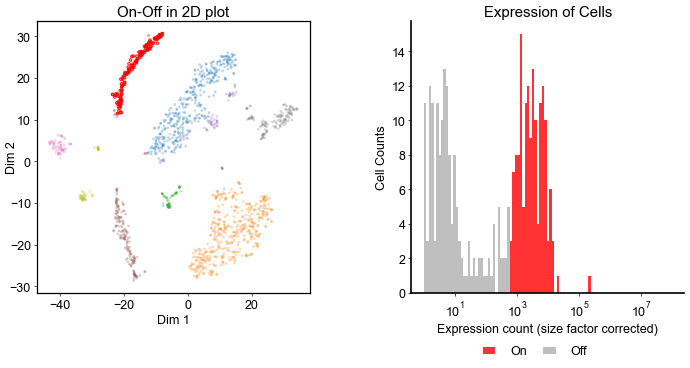 On-Off in 2D plot
30
20
10
0
−10
−20
−30
Dim 2
−40
−20
0
20
Dim 1
Expression of Cells
14
12
10
8
6
4
2
0
Cell Counts
10^1
10^3
10^5
10^7
Expression count (size factor corrected)
On
Off